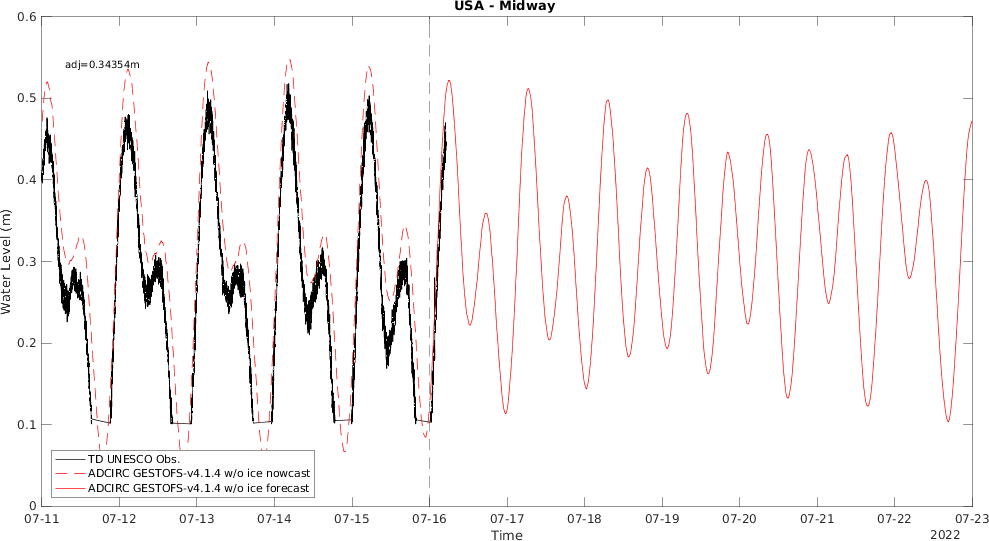 USA - Midway
adj=0.34354m
Water Level (m)
0.6
0.5
0.4
0.3
0.2
0.1
0
TD UNESCO Obs.
ADCIRC GESTOFS-v4.1.4 w/o ice nowcast
ADCIRC GESTOFS-v4.1.4 w/o ice forecast
07-11 07-12 07-13 07-14 07-15 07-16 07-17 07-18 07-19 07-20 07-21 07-22 07-23
Time
2022